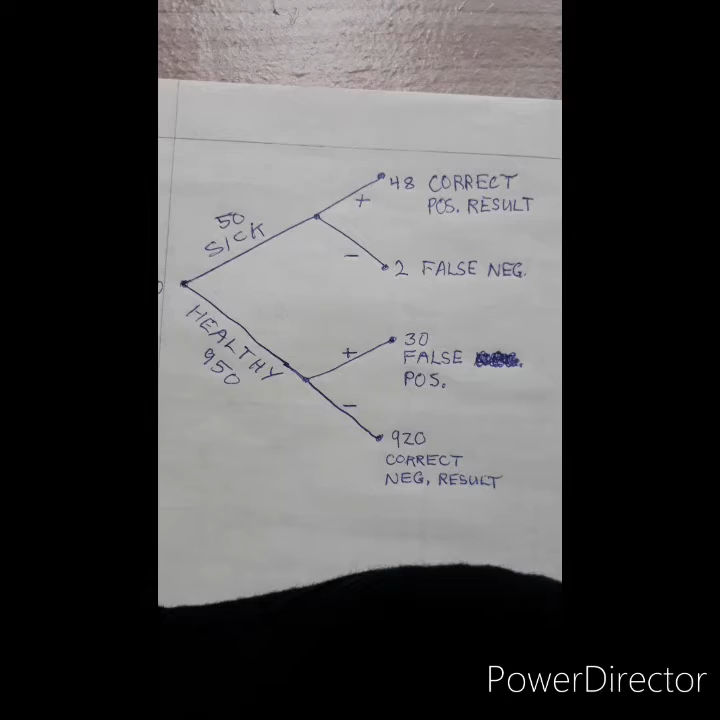 48 CORRECT
POS. RESULT
50
SICK
+
−
2 FALSE NEG.
HEALTHY
950
+
30
FALSE
POS.
−
920
CORRECT
NEG. RESULT
PowerDirector